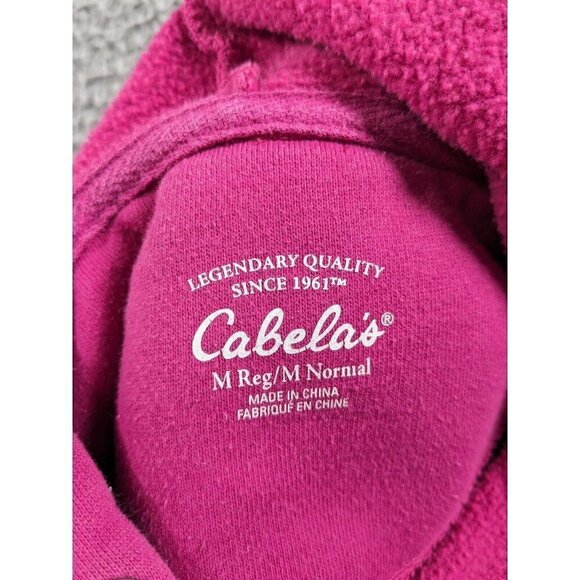 LEGENDARY QUALITY
SINCE 1961™
Cabela's®
M Reg/M Normal
MADE IN CHINA
FABRIQUÉ EN CHINE